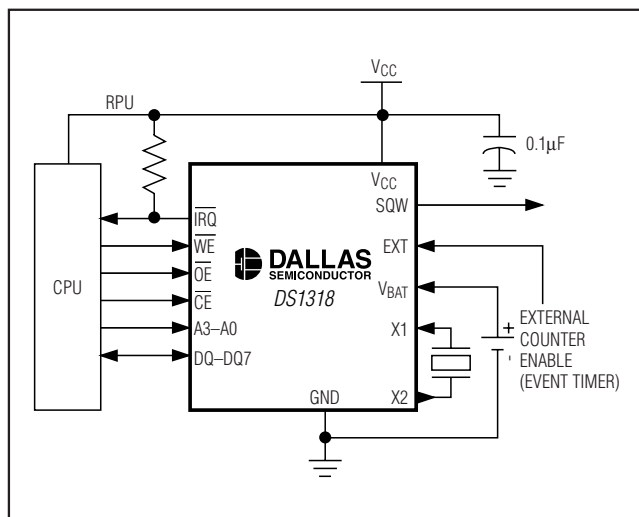 VCC
RPU
0.1µF
VCC
SQW
IRQ
WE
EXT
DALLAS
SEMICONDUCTOR
DS1318
OE
VBAT
CE
CPU
A3–A0
X1
DQ–DQ7
+
-
EXTERNAL
COUNTER
ENABLE
(EVENT TIMER)
GND
X2